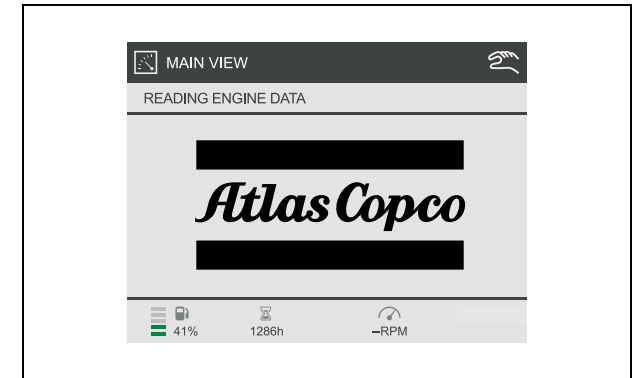 MAIN VIEW
READING ENGINE DATA
Atlas Copco
41%
1286h
–RPM